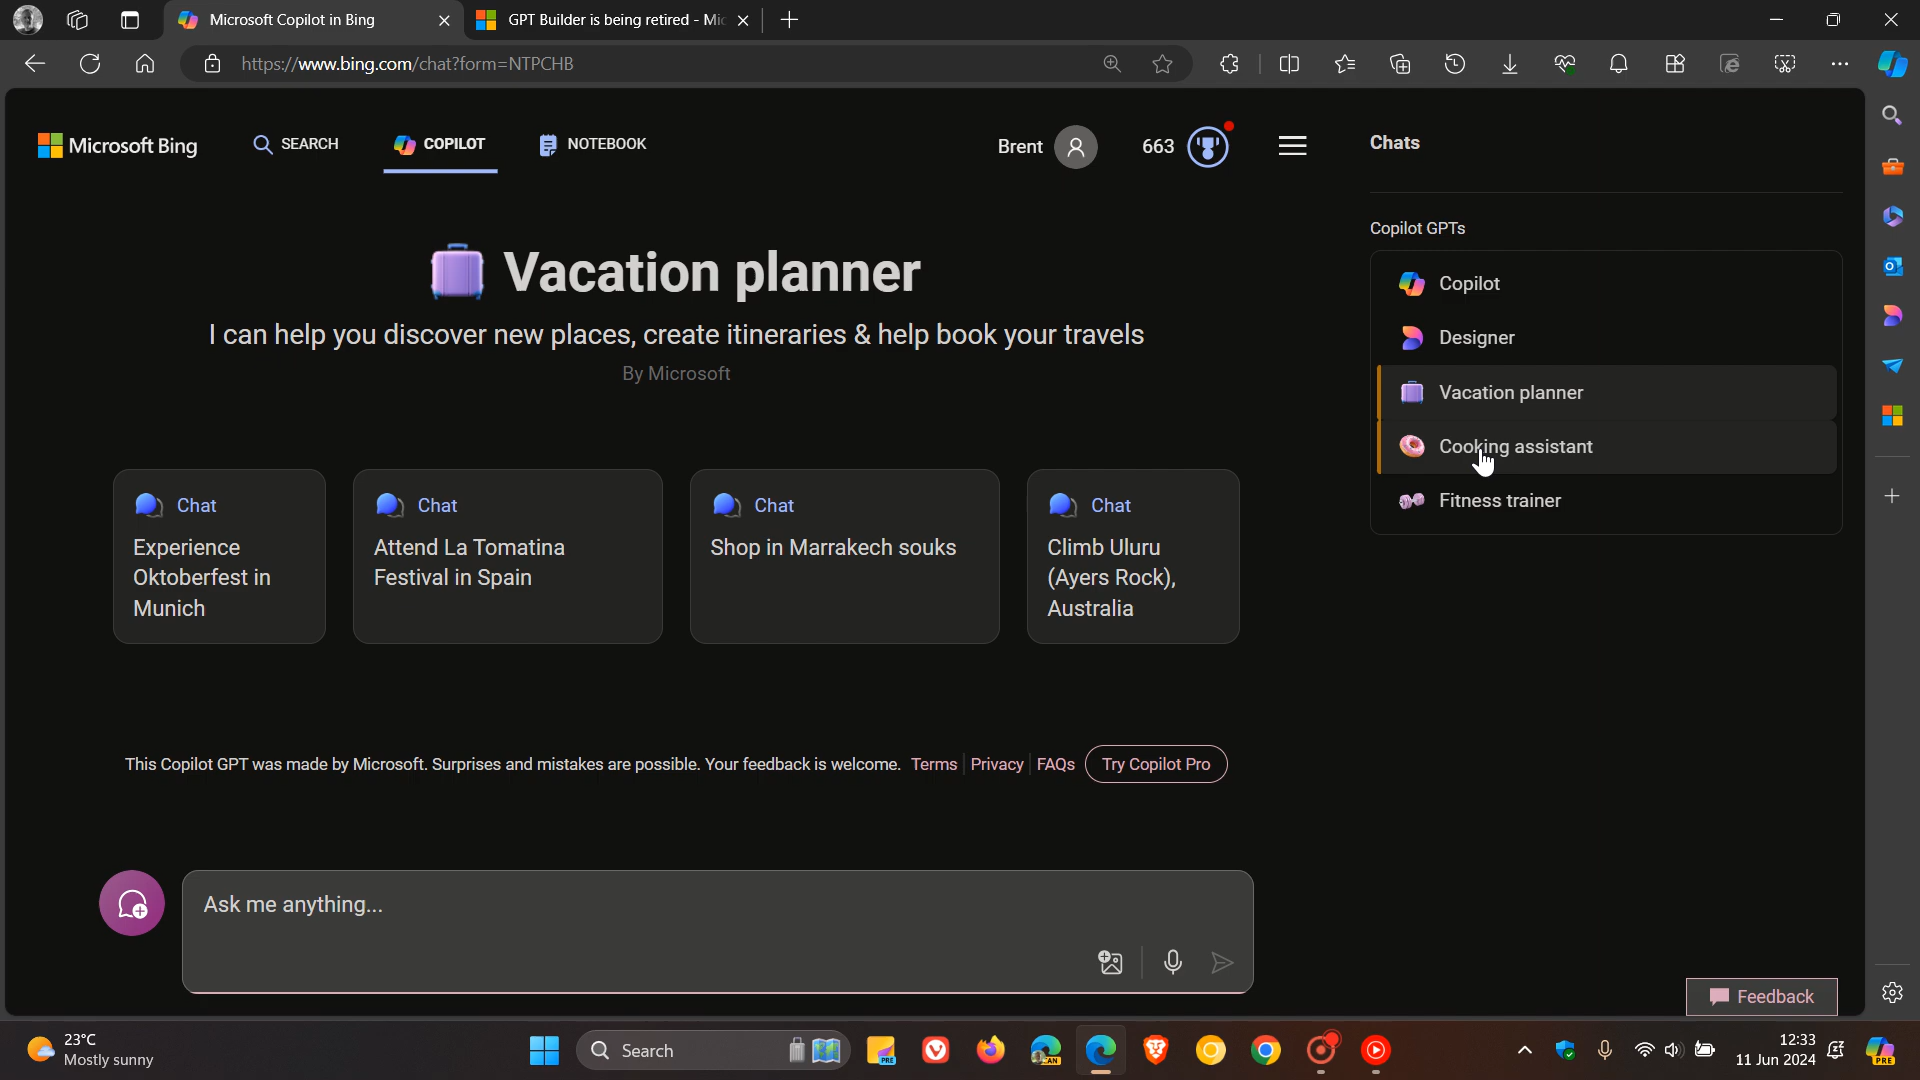 Microsoft Copilot in Bing
GPT Builder is being retired - Mic
https://www.bing.com/chat?form=NTPCHB
Microsoft Bing
SEARCH
COPILOT
NOTEBOOK
Brent
663
Chats
Copilot GPTs
Copilot
Designer
Vacation planner
Cooking assistant
Fitness trainer
Vacation planner
I can help you discover new places, create itineraries & help book your travels
By Microsoft
Chat
Experience
Oktoberfest in
Munich
Chat
Attend La Tomatina
Festival in Spain
Chat
Shop in Marrakech souks
Chat
Climb Uluru
(Ayers Rock),
Australia
This Copilot GPT was made by Microsoft. Surprises and mistakes are possible. Your feedback is welcome. Terms Privacy FAQs Try Copilot Pro
Ask me anything...
Feedback
23°C
Mostly sunny
Search
PRE
CAN
12:33
11 Jun 2024
PRE